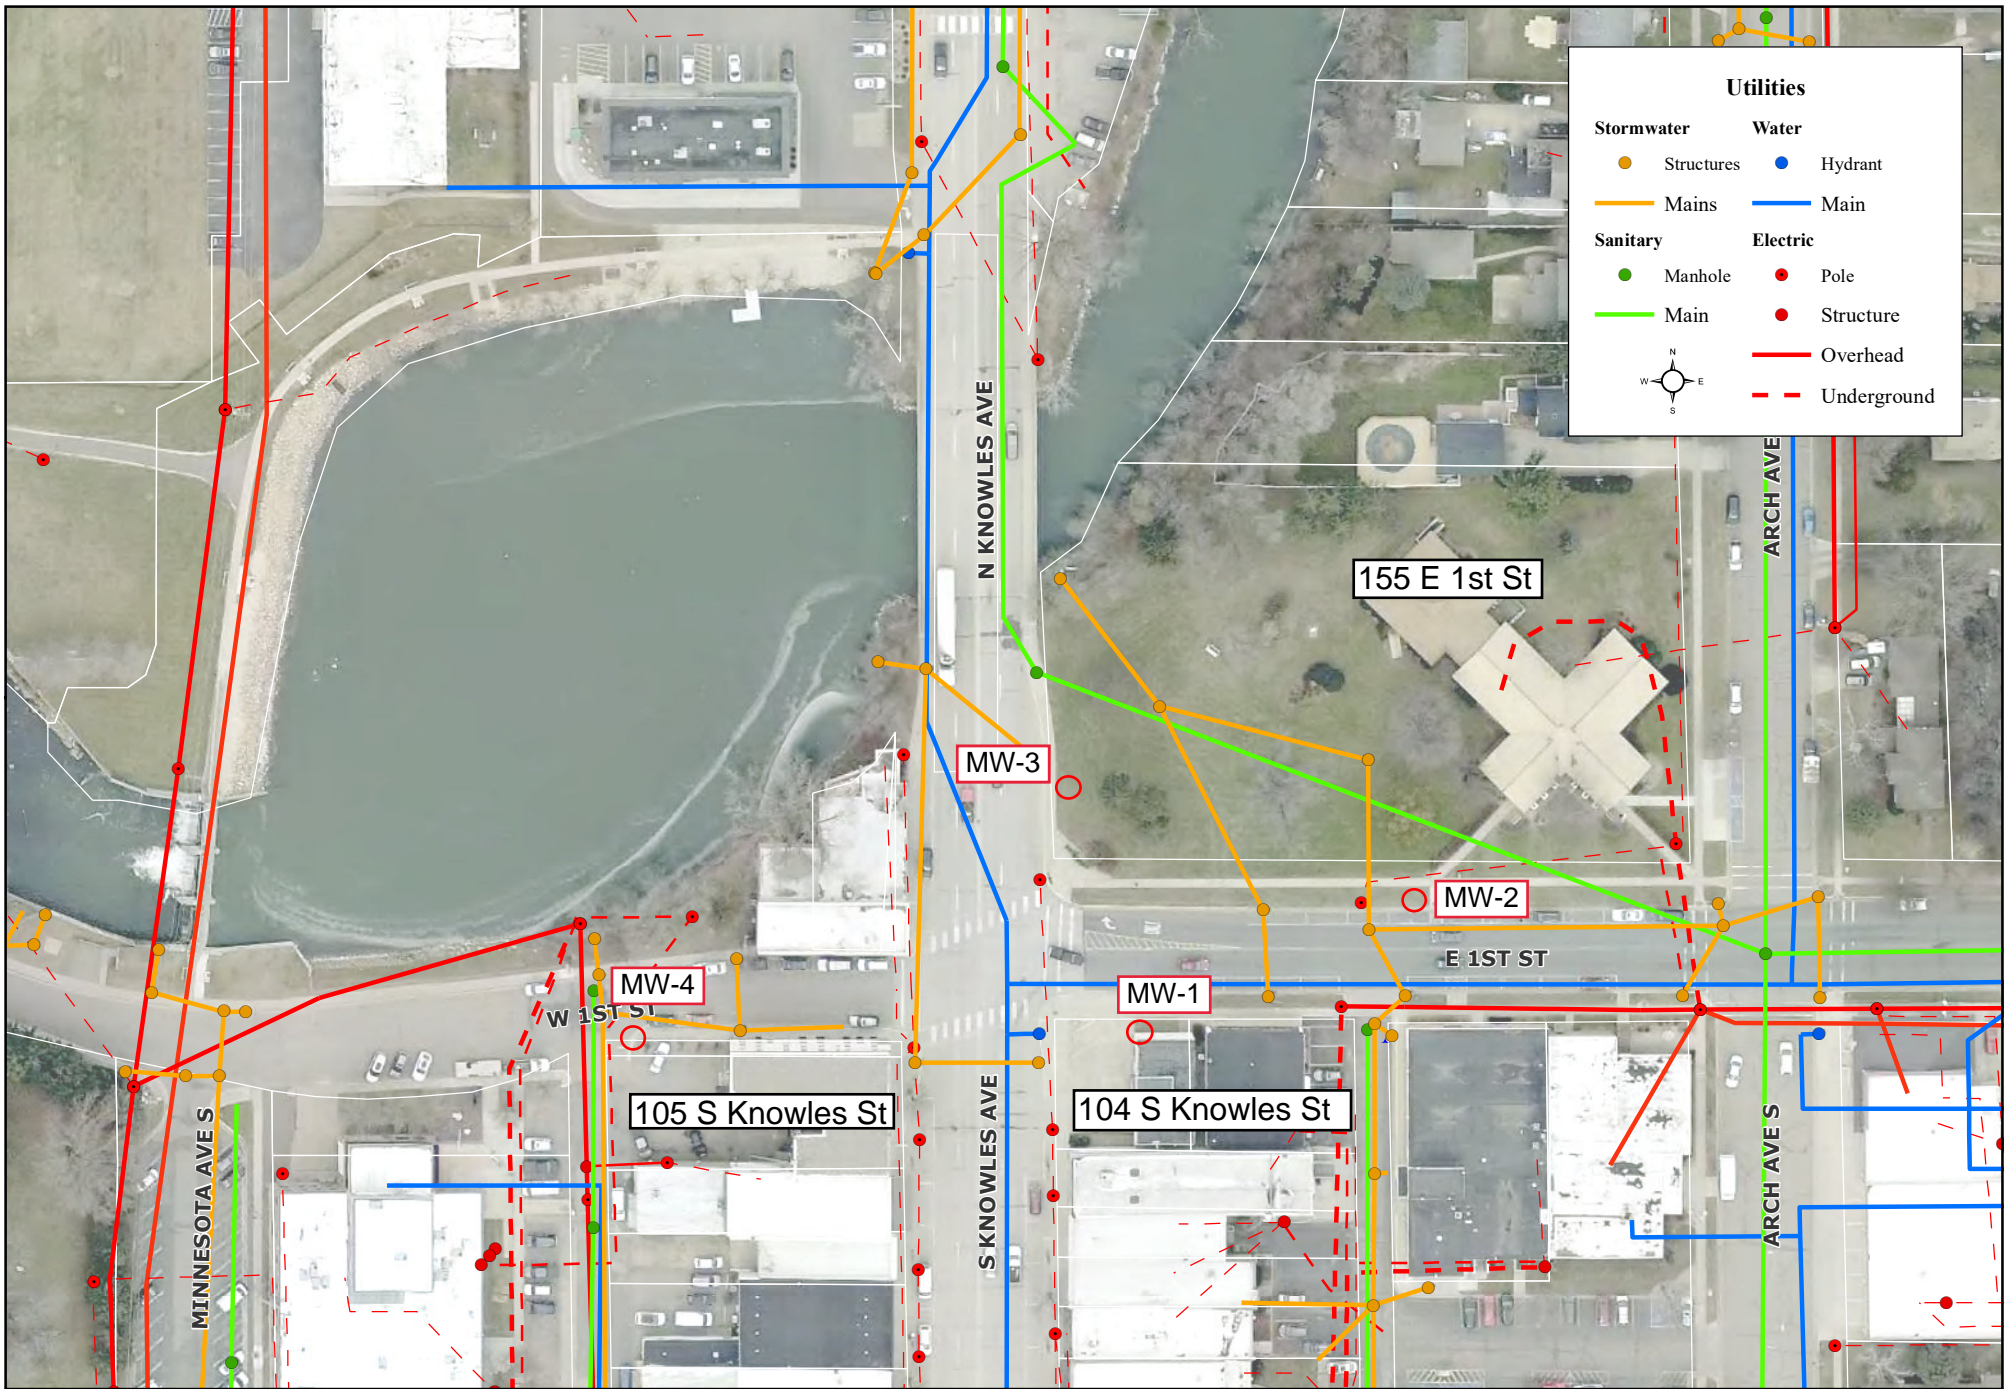 Utilities
Stormwater Water
Structures Hydrant
Mains Main
Sanitary Electric
Manhole Pole
Main Structure
Overhead
Underground
N
W E
S
N KNOWLES AVE
ARCH AVE
155 E 1st St
MW-3
MW-2
E 1ST ST
MW-4
W 1ST ST
MW-1
105 S Knowles St
104 S Knowles St
MINNESOTA AVE S
S KNOWLES AVE
ARCH AVE S